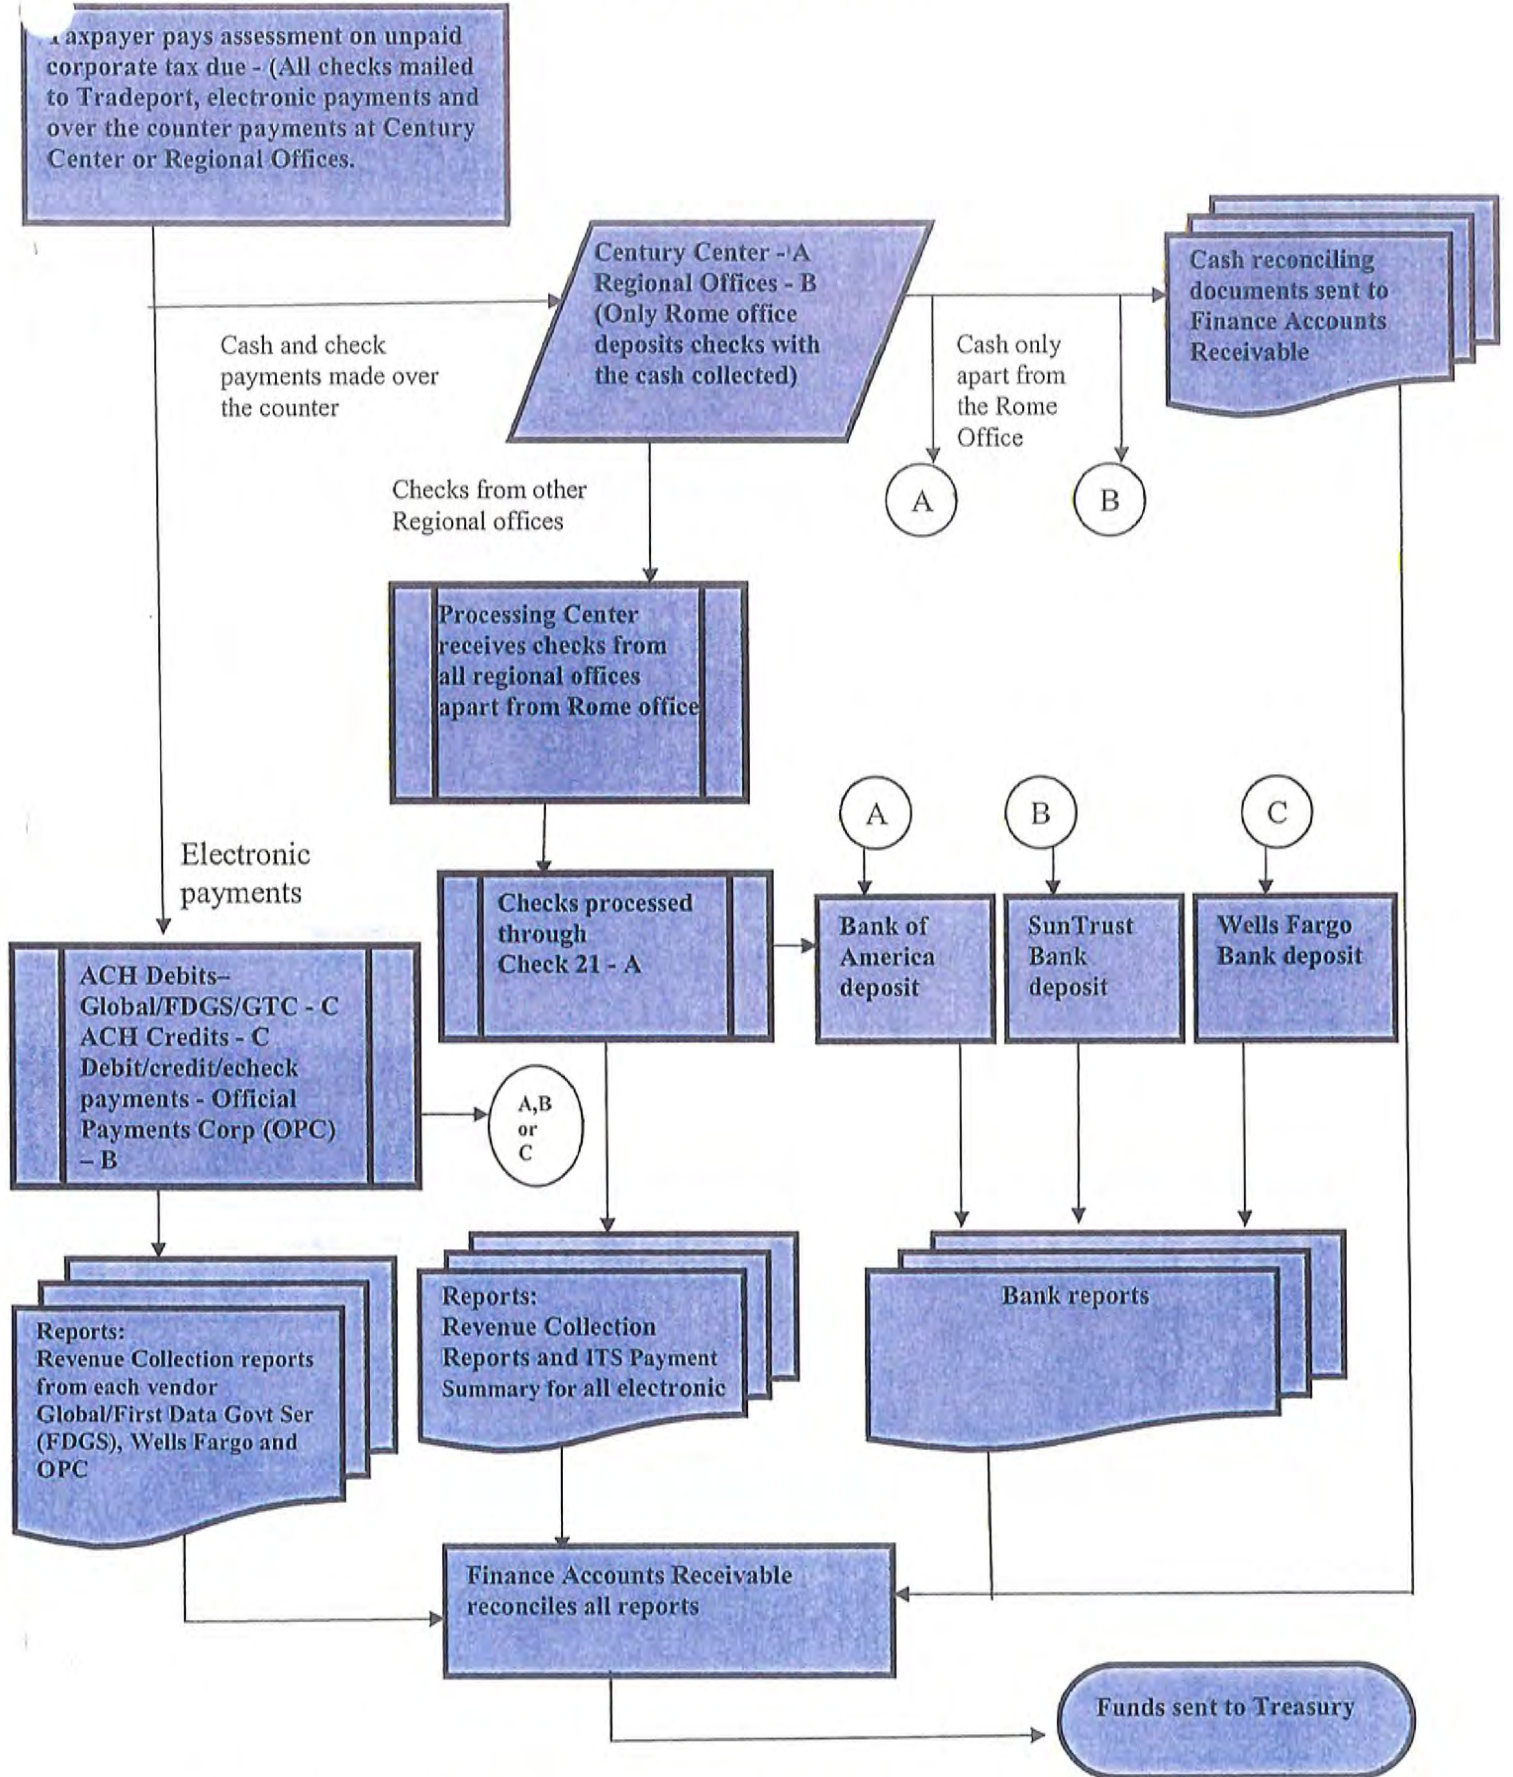 Taxpayer pays assessment on unpaid
corporate tax due - (All checks mailed
to Tradeport, electronic payments and
over the counter payments at Century
Center or Regional Offices.
Century Center - A
Regional Offices - B
(Only Rome office
deposits checks with
the cash collected)
Cash reconciling
documents sent to
Finance Accounts
Receivable
Cash and check
payments made over
the counter
Cash only
apart from
the Rome
Office
A
B
Checks from other
Regional offices
Processing Center
receives checks from
all regional offices
apart from Rome office
A
B
C
Electronic
payments
Checks processed
through
Check 21 - A
Bank of
America
deposit
SunTrust
Bank
deposit
Wells Fargo
Bank deposit
ACH Debits–
Global/FDGS/GTC - C
ACH Credits - C
Debit/credit/echeck
payments - Official
Payments Corp (OPC)
– B
A,B
or
C
Reports:
Revenue Collection reports
from each vendor
Global/First Data Govt Ser
(FDGS), Wells Fargo and
OPC
Reports:
Revenue Collection
Reports and ITS Payment
Summary for all electronic
Bank reports
Finance Accounts Receivable
reconciles all reports
Funds sent to Treasury